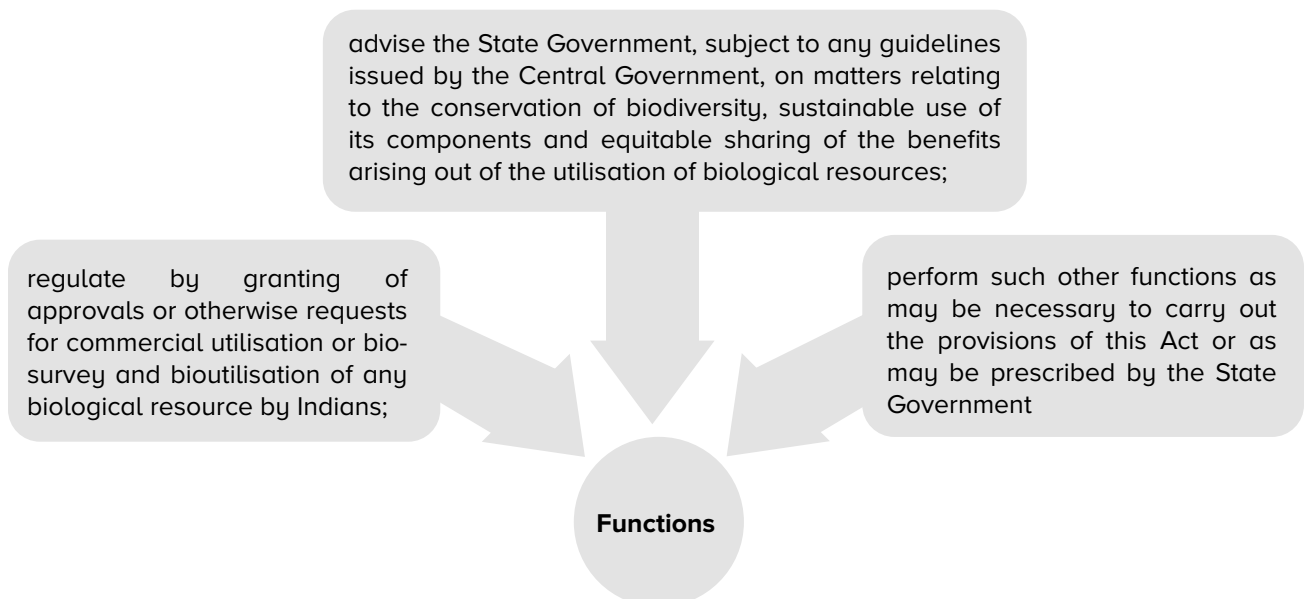 advise the State Government, subject to any guidelines
issued by the Central Government, on matters relating
to the conservation of biodiversity, sustainable use of
its components and equitable sharing of the benefits
arising out of the utilisation of biological resources;
regulate by granting of
approvals or otherwise requests
for commercial utilisation or bio-
survey and bioutilisation of any
biological resource by Indians;
perform such other functions as
may be necessary to carry out
the provisions of this Act or as
may be prescribed by the State
Government
Functions